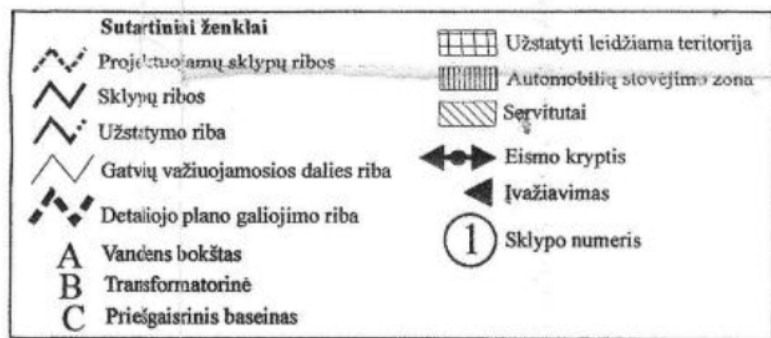 Sutartiniai ženklai
Projektuojamų sklypų ribos
Sklypų ribos
Užstatymo riba
Gatvių važiuojamosios dalies riba
Detaliojo plano galiojimo riba
A Vandens bokštas
B Transformatorinė
C Priešgaisrinis baseinas
Užstatyti leidžiama teritorija
Automobilių stovėjimo zona
Servitutai
Eismo kryptis
Įvažiavimas
1 Sklypo numeris